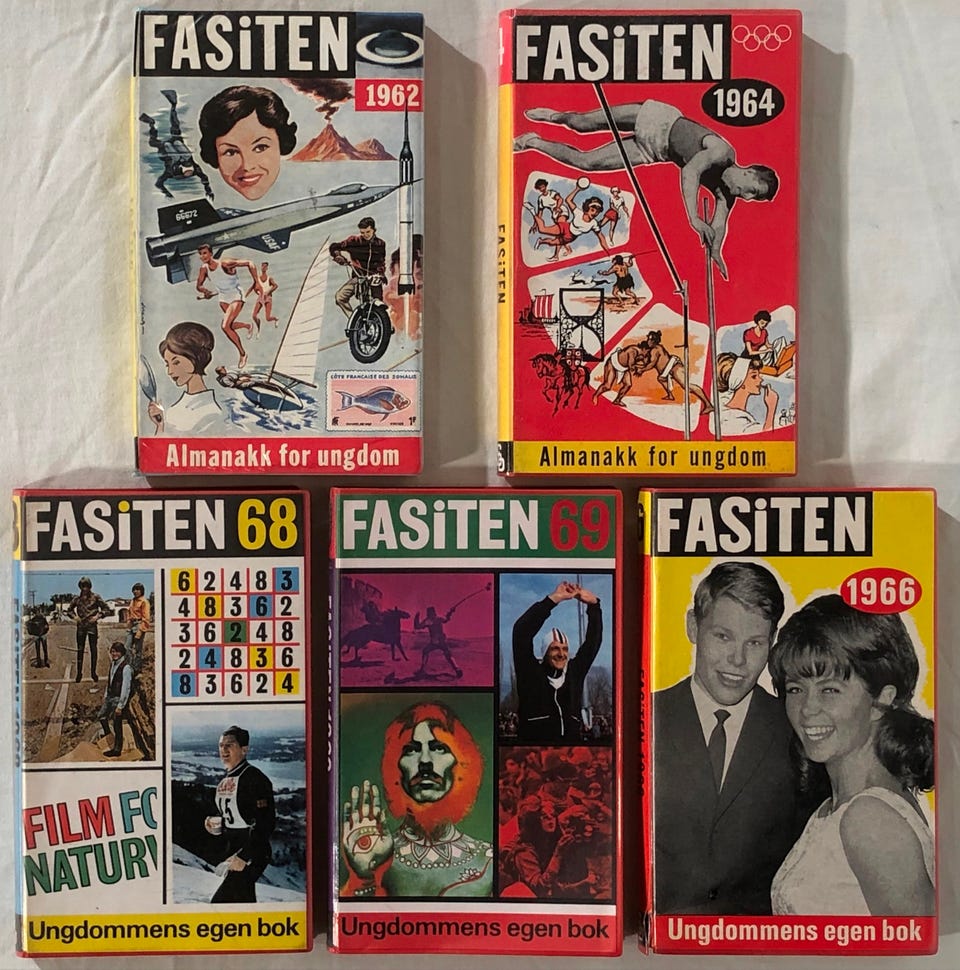 FASiTEN
1962
66672
USAF
CÔTE FRANÇAISE DES SOMALIS
Almanakk for ungdom
FASiTEN
1964
FASiTEN
Almanakk for ungdom
FASiTEN 68
6 2 4 8 3
4 8 3 6 2
3 6 2 4 8
2 4 8 3 6
8 3 6 2 4
FILM FO
NATURV
Ungdommens egen bok
FASiTEN 69
Ungdommens egen bok
FASiTEN
1966
Ungdommens egen bok